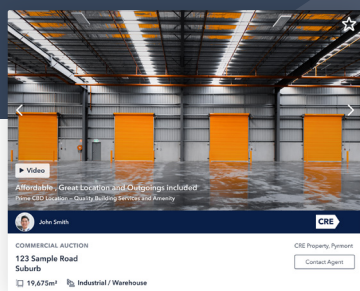 Video
Affordable , Great Location and Outgoings included
Prime CBD Location – Quality Building Services and Amenity
John Smith
CRE
COMMERCIAL AUCTION
CRE Property, Pyrmont
123 Sample Road
Suburb
Contact Agent
19,675m² Industrial / Warehouse